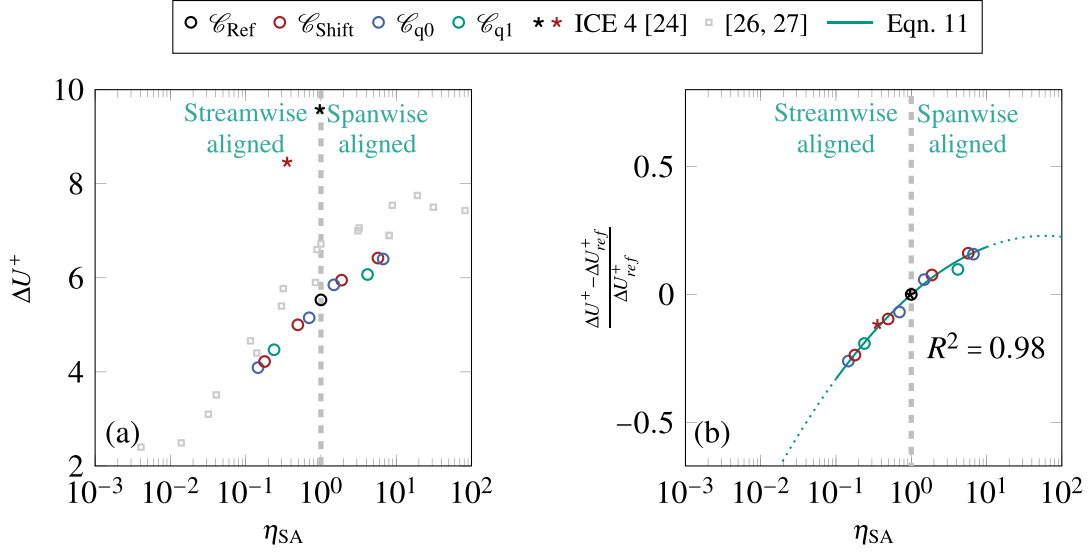 𝒞Ref 𝒞Shift 𝒞q0 𝒞q1 ** ICE 4 [24] [26, 27] Eqn. 11
10
8
6
4
2
ΔU⁺
Streamwise aligned
Spanwise aligned
(a)
10⁻³ 10⁻² 10⁻¹ 10⁰ 10¹ 10²
ηSA
0.5
0
−0.5
ΔU⁺−ΔU⁺ref
ΔU⁺ref
Streamwise aligned
Spanwise aligned
R² = 0.98
(b)
10⁻³ 10⁻² 10⁻¹ 10⁰ 10¹ 10²
ηSA